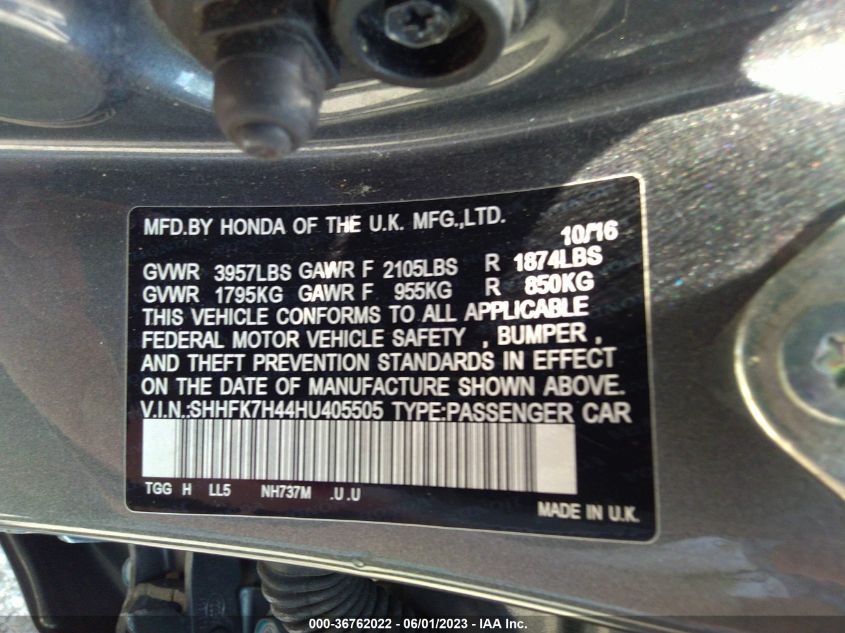 MFD.BY HONDA OF THE U.K. MFG.,LTD.
10/16
GVWR 3957LBS GAWR F 2105LBS R 1874LBS
GVWR 1795KG GAWR F 955KG R 850KG
THIS VEHICLE CONFORMS TO ALL APPLICABLE
FEDERAL MOTOR VEHICLE SAFETY , BUMPER ,
AND THEFT PREVENTION STANDARDS IN EFFECT
ON THE DATE OF MANUFACTURE SHOWN ABOVE.
V.I.N.:SHHFK7H44HU405505 TYPE:PASSENGER CAR
TGG H LL5 NH737M .U .U
MADE IN U.K.
000-36762022 - 06/01/2023 - IAA Inc.